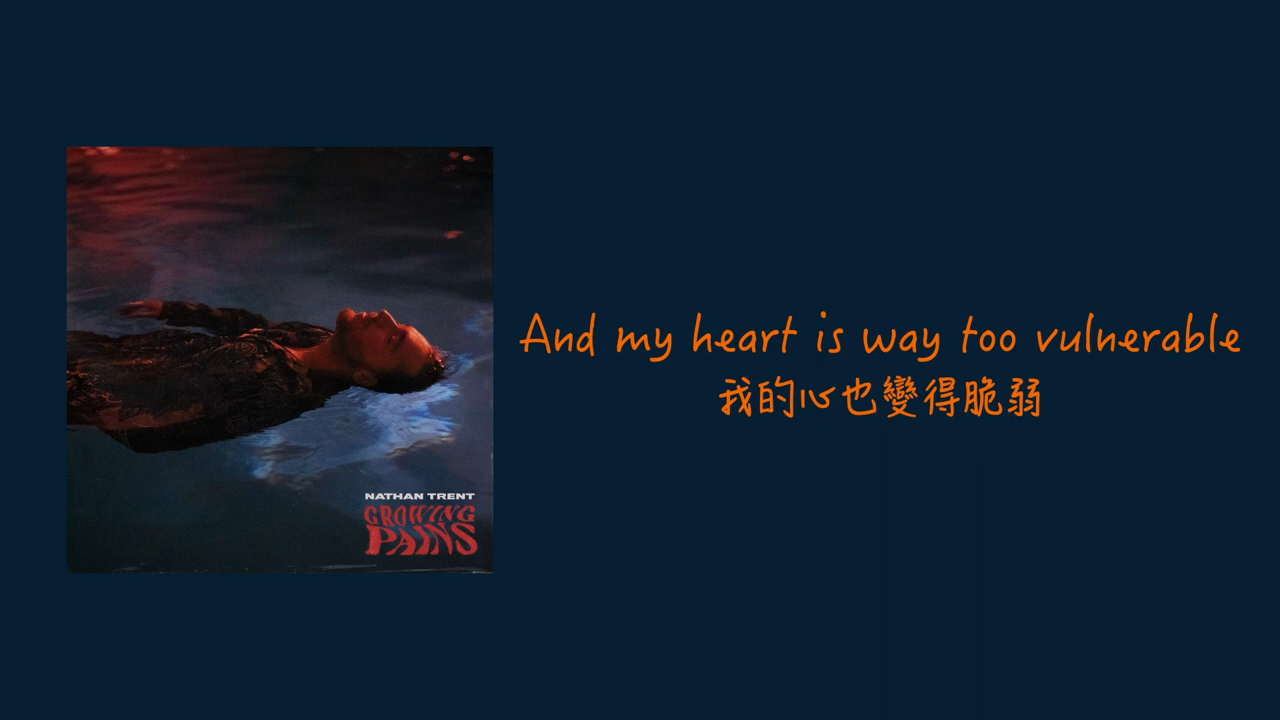 NATHAN TRENT
GROWING
PAINS
And my heart is way too vulnerable
我的心也變得脆弱